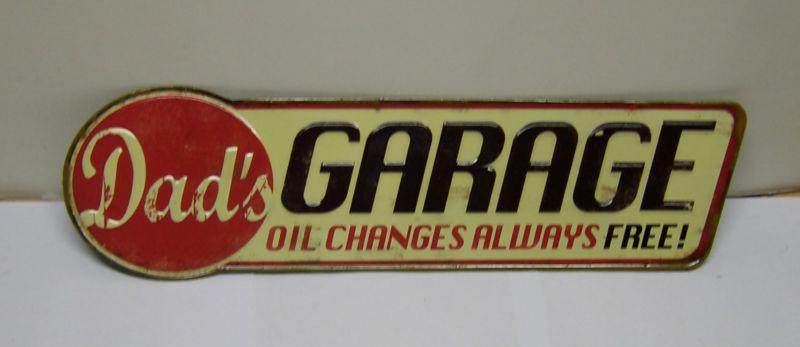 Dad's
GARAGE
OIL CHANGES ALWAYS FREE!